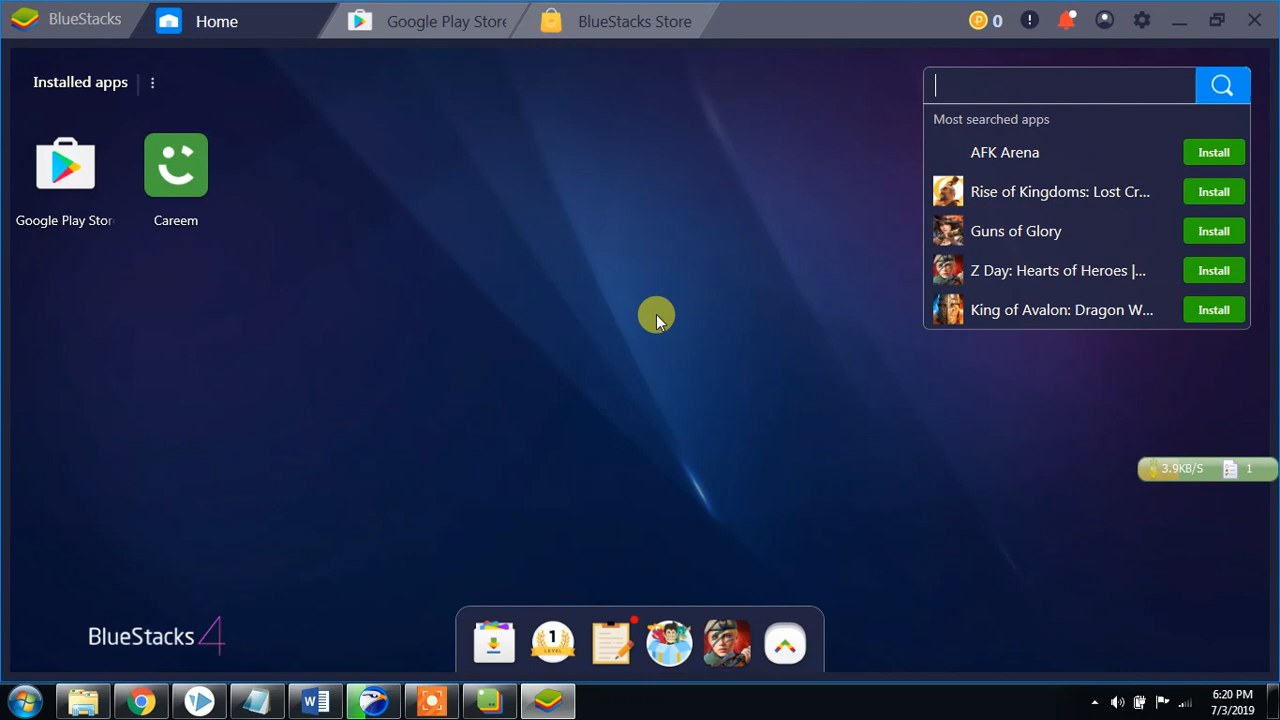 BlueStacks
Home
Google Play Store
BlueStacks Store
0
Installed apps
Most searched apps
AFK Arena
Install
Rise of Kingdoms: Lost Cr...
Install
Guns of Glory
Install
Z Day: Hearts of Heroes |...
Install
King of Avalon: Dragon W...
Install
Google Play Stor
Careem
3.9KB/S
1
BlueStacks 4
1
LEVEL
W
6:20 PM
7/3/2019